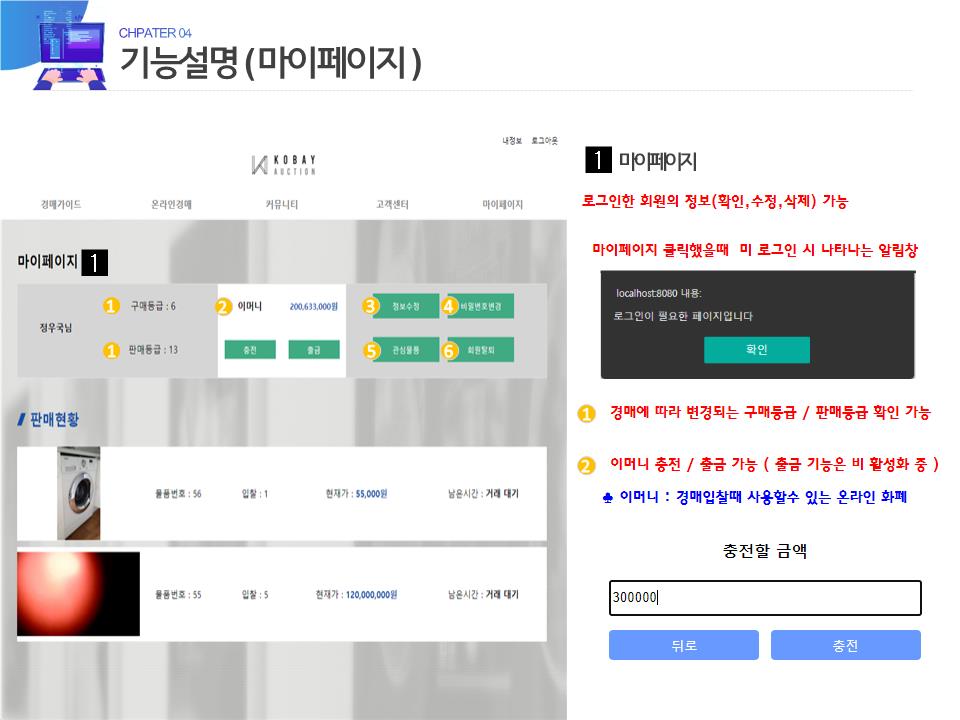 CHPATER 04
기능설명 ( 마이페이지 )
내정보 로그아웃
KOBAY
AUCTION
경매가이드 온라인경매 커뮤니티 고객센터 마이페이지
마이페이지 1
정우국님
1 구매등급 : 6
1 판매등급 : 13
2 이머니 200,633,000원
충전 출금
3 정보수정 4 비밀번호변경
5 관심물품 6 회원탈퇴
판매현황
물품번호 : 56 입찰 : 1 현재가 : 55,000원 남은시간 : 거래 대기
물품번호 : 55 입찰 : 5 현재가 : 120,000,000원 남은시간 : 거래 대기
1 마이페이지
로그인한 회원의 정보(확인,수정,삭제) 가능
마이페이지 클릭했을때 미 로그인 시 나타나는 알림창
localhost:8080 내용:
로그인이 필요한 페이지입니다
확인
1 경매에 따라 변경되는 구매등급 / 판매등급 확인 가능
2 이머니 충전 / 출금 가능 ( 출금 기능은 비 활성화 중 )
♣ 이머니 : 경매입찰때 사용할수 있는 온라인 화폐
충전할 금액
300000
뒤로 충전